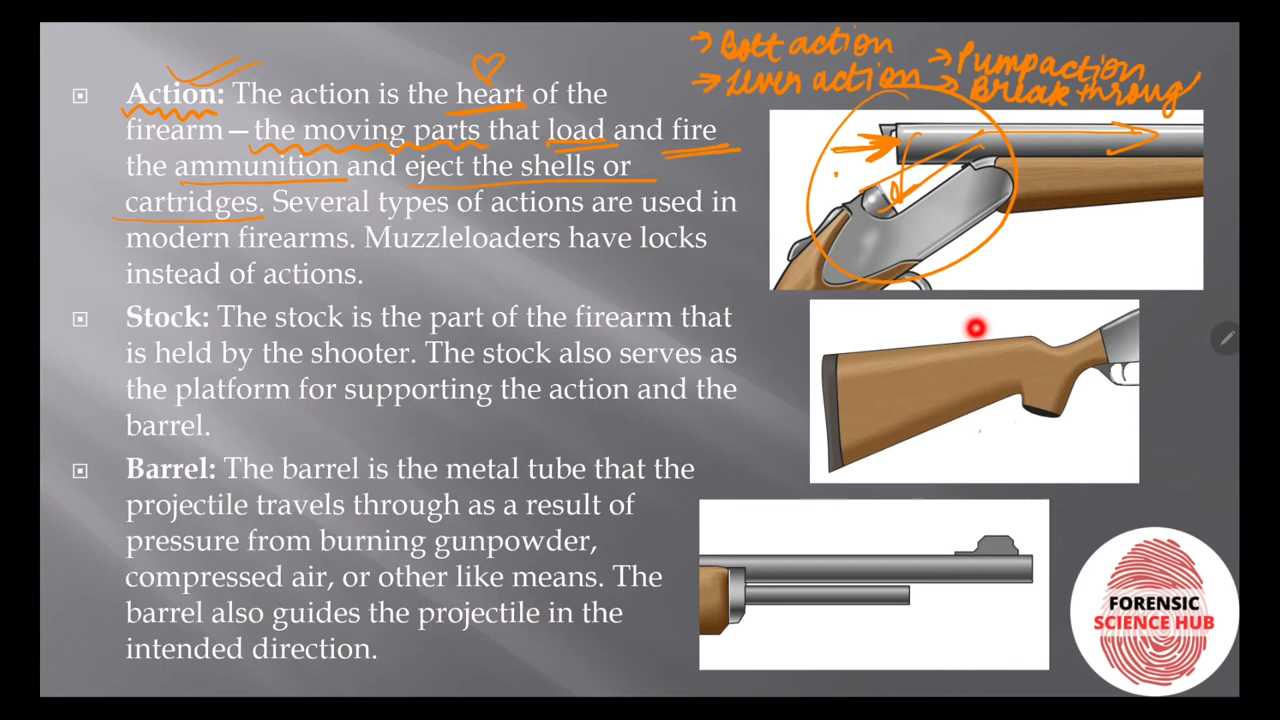 → Bolt action
→ Lever action
→ Pump action
→ Break throug
Action: The action is the heart of the
firearm—the moving parts that load and fire
the ammunition and eject the shells or
cartridges. Several types of actions are used in
modern firearms. Muzzleloaders have locks
instead of actions.
Stock: The stock is the part of the firearm that
is held by the shooter. The stock also serves as
the platform for supporting the action and the
barrel.
Barrel: The barrel is the metal tube that the
projectile travels through as a result of
pressure from burning gunpowder,
compressed air, or other like means. The
barrel also guides the projectile in the
intended direction.
FORENSIC
SCIENCE HUB